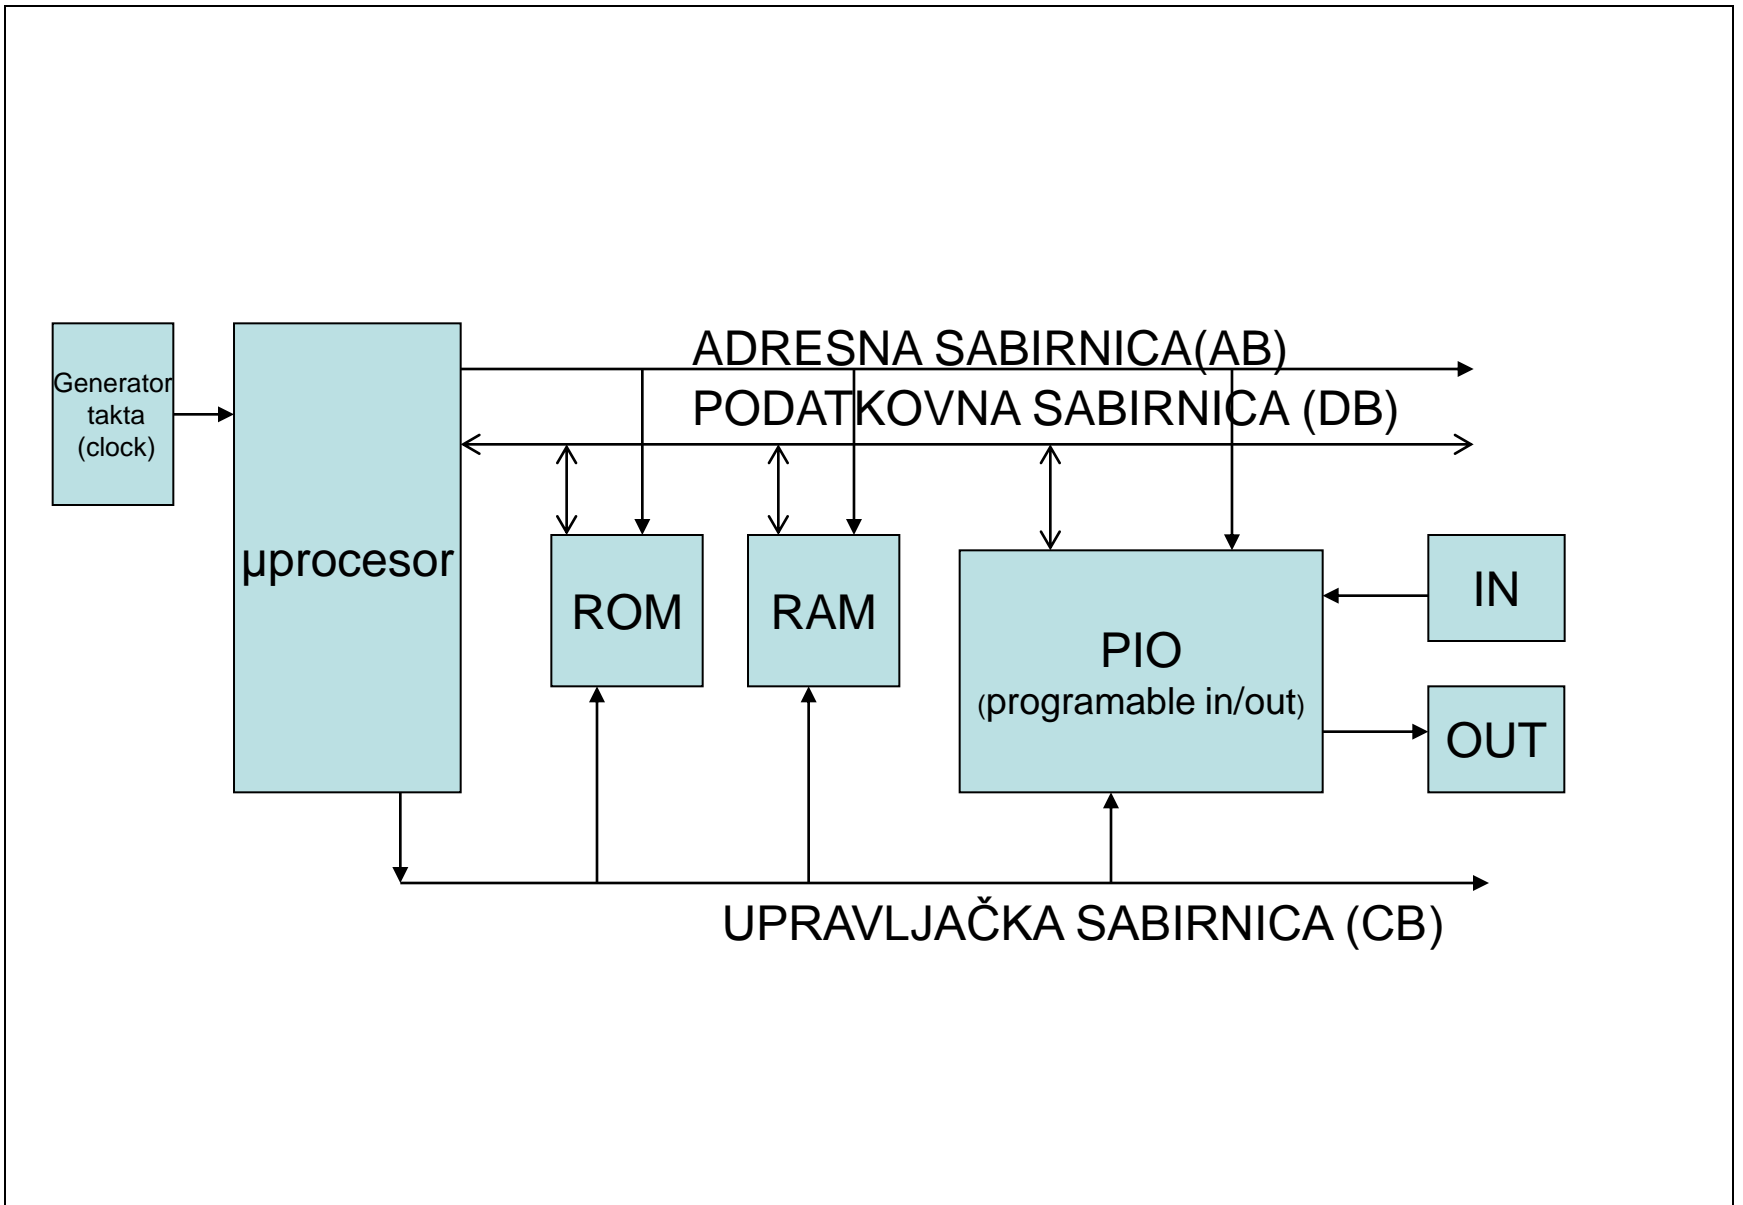 ADRESNA SABIRNICA(AB)
PODATKOVNA SABIRNICA (DB)
Generator
takta
(clock)
µprocesor
ROM
RAM
PIO
(programable in/out)
IN
OUT
UPRAVLJAČKA SABIRNICA (CB)